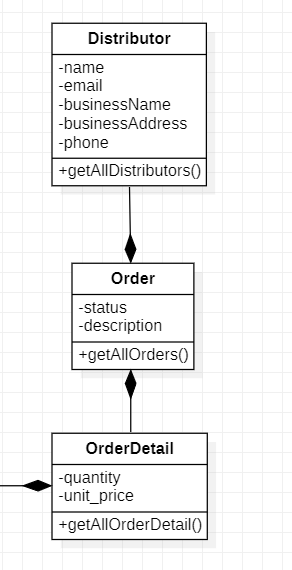 Distributor
-name
-email
-businessName
-businessAddress
-phone
+getAllDistributors()
Order
-status
-description
+getAllOrders()
OrderDetail
-quantity
-unit_price
+getAllOrderDetail()